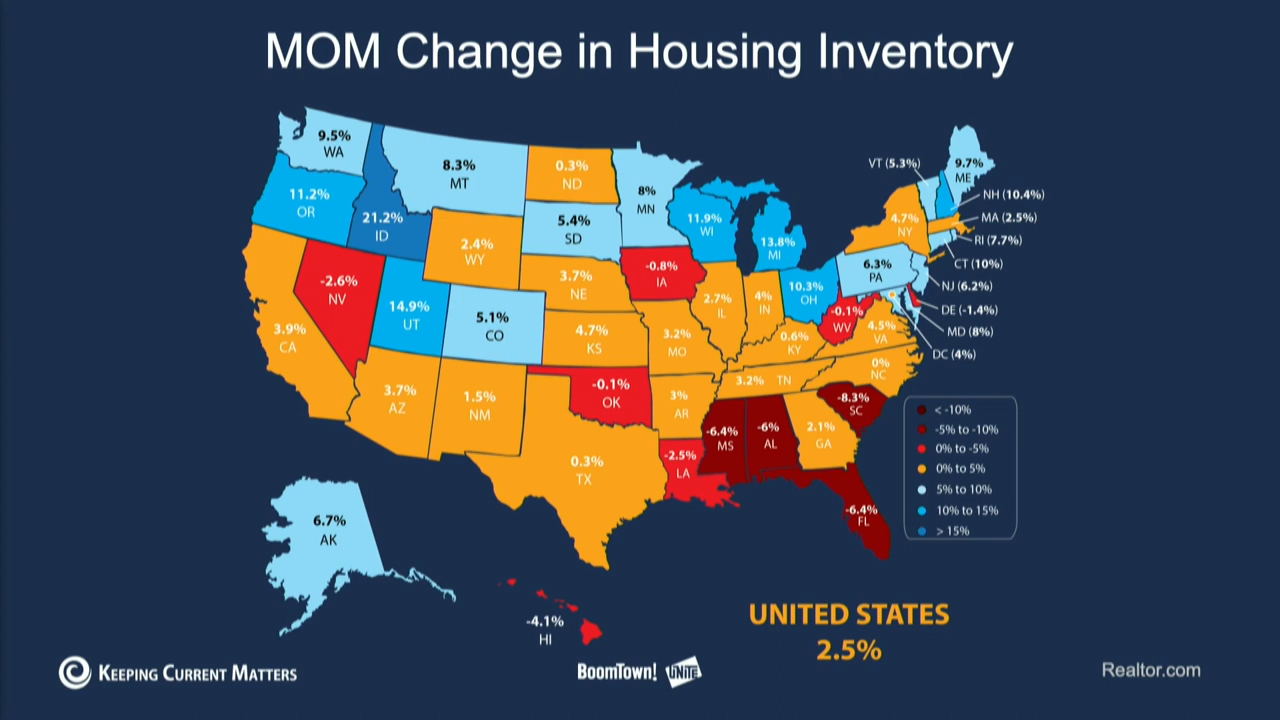 MOM Change in Housing Inventory
9.5%
WA
8.3%
MT
0.3%
ND
8%
MN
VT (5.3%)
9.7%
ME
NH (10.4%)
11.2%
OR
21.2%
ID
5.4%
SD
11.9%
WI
13.8%
MI
4.7%
NY
MA (2.5%)
RI (7.7%)
CT (10%)
2.4%
WY
-2.6%
NV
-0.8%
IA
6.3%
PA
NJ (6.2%)
14.9%
UT
5.1%
CO
3.7%
NE
2.7%
IL
4%
IN
10.3%
OH
-0.1%
WV
4.5%
VA
DE (-1.4%)
MD (8%)
DC (4%)
3.9%
CA
4.7%
KS
3.2%
MO
0.6%
KY
0%
NC
3.7%
AZ
1.5%
NM
-0.1%
OK
3%
AR
3.2% TN
-8.3%
SC
-6.4%
MS
-6%
AL
2.1%
GA
0.3%
TX
-2.5%
LA
-6.4%
FL
6.7%
AK
-4.1%
HI
< -10%
-5% to -10%
0% to -5%
0% to 5%
5% to 10%
10% to 15%
> 15%
UNITED STATES
2.5%
KEEPING CURRENT MATTERS
BoomTown! UNITE
Realtor.com